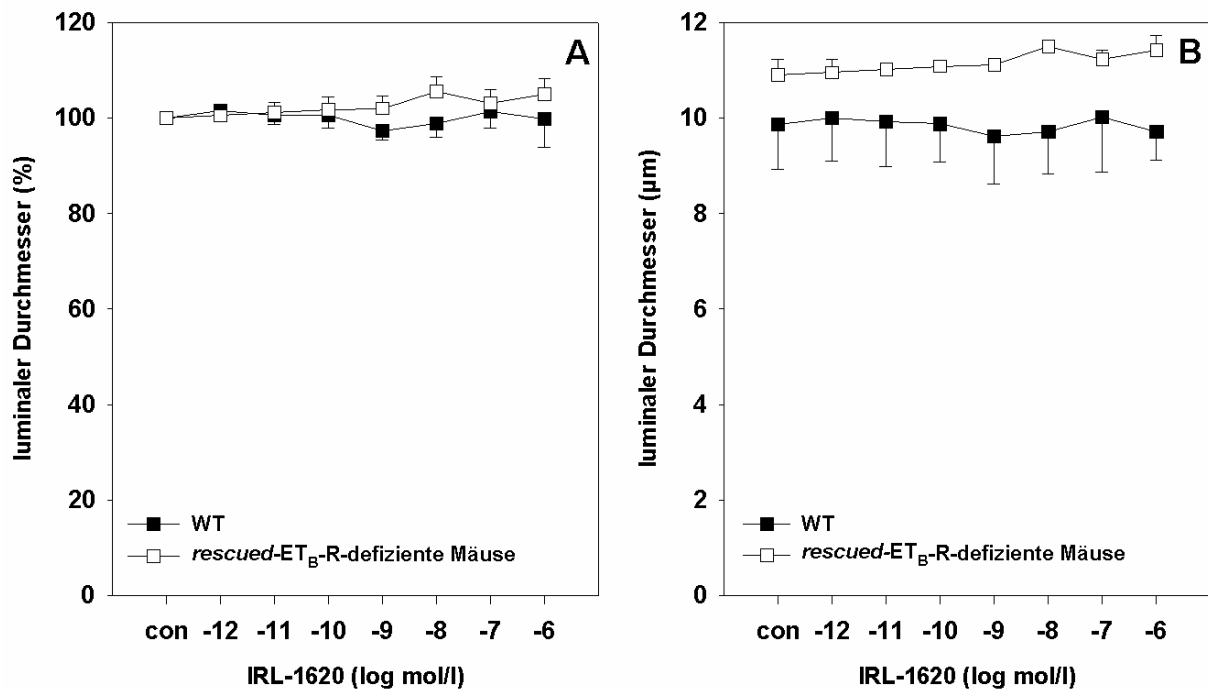 A
luminaler Durchmesser (%)
120
100
80
60
40
20
0
WT
rescued-ETB-R-defiziente Mäuse
con -12 -11 -10 -9 -8 -7 -6
IRL-1620 (log mol/l)
B
luminaler Durchmesser (µm)
12
10
8
6
4
2
0
WT
rescued-ETB-R-defiziente Mäuse
con -12 -11 -10 -9 -8 -7 -6
IRL-1620 (log mol/l)